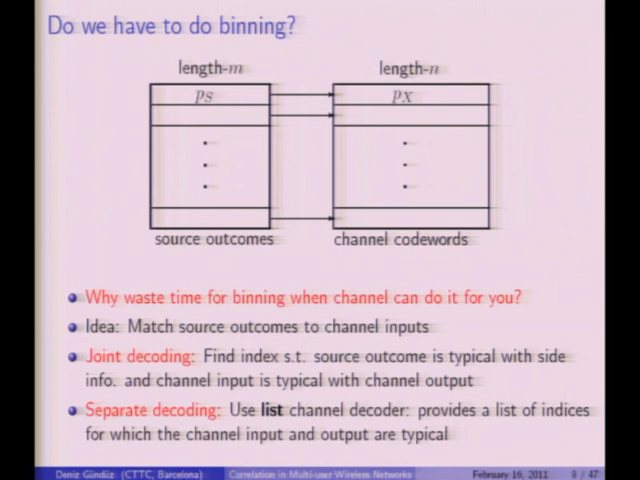 Do we have to do binning?
length-m length-n
pS pX
source outcomes channel codewords
Why waste time for binning when channel can do it for you?
Idea: Match source outcomes to channel inputs
Joint decoding: Find index s.t. source outcome is typical with side
info. and channel input is typical with channel output
Separate decoding: Use list channel decoder: provides a list of indices
for which the channel input and output are typical
Deniz Gündüz (CTTC, Barcelona) Correlation in Multi-user Wireless Networks February 16, 2011 8 / 47